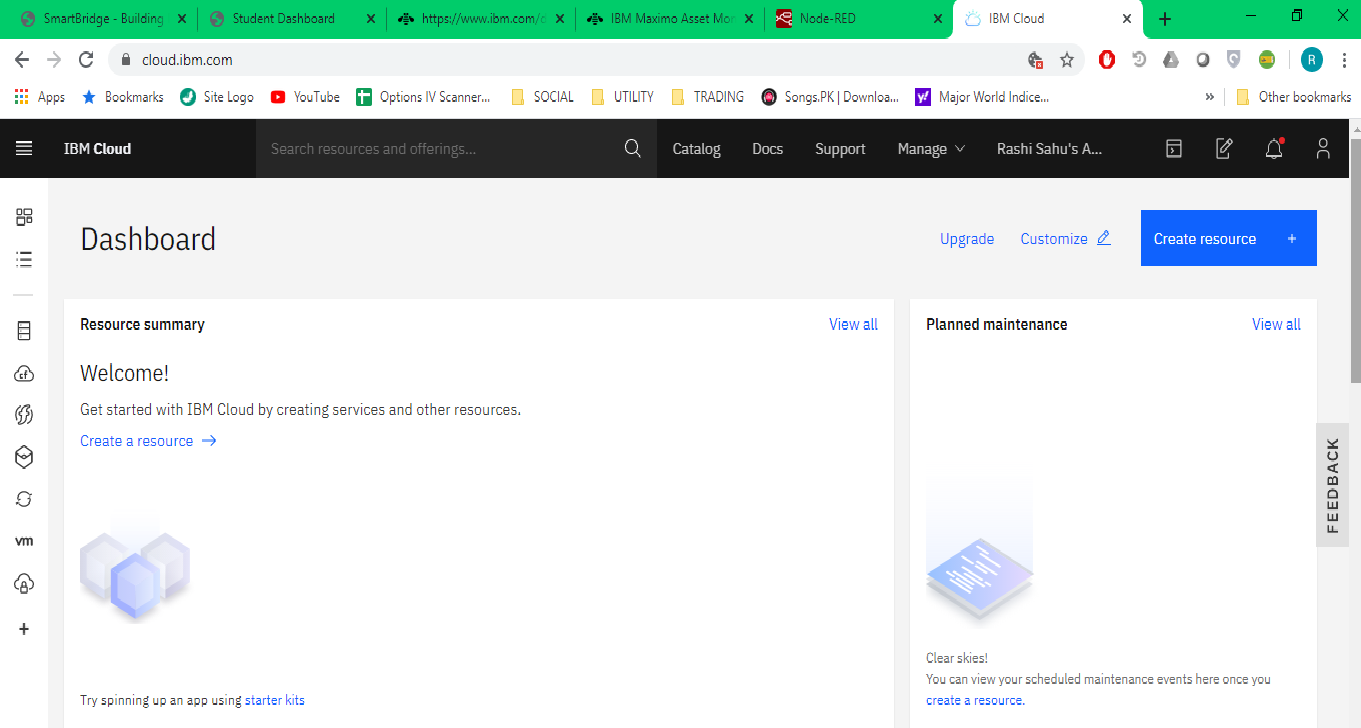 SmartBridge - Building
Student Dashboard
https://www.ibm.com/d
IBM Maximo Asset Mon
Node-RED
IBM Cloud
cloud.ibm.com
R
Apps
Bookmarks
Site Logo
YouTube
Options IV Scanner...
SOCIAL
UTILITY
TRADING
Songs.PK | Downloa...
Major World Indice...
»
Other bookmarks
IBM Cloud
Search resources and offerings...
Catalog
Docs
Support
Manage
Rashi Sahu's A...
Dashboard
Upgrade
Customize
Create resource +
Resource summary
View all
Planned maintenance
View all
Welcome!
Get started with IBM Cloud by creating services and other resources.
Create a resource →
cf
vm
FEEDBACK
Try spinning up an app using starter kits
Clear skies!
You can view your scheduled maintenance events here once you
create a resource.